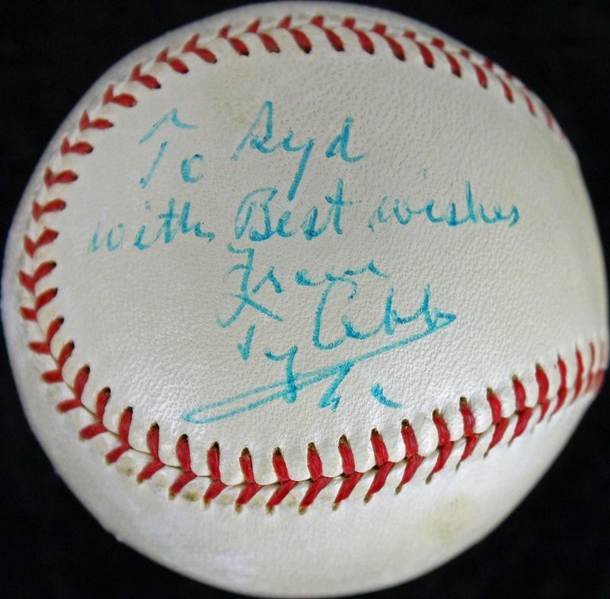 To Syd
with Best wishes
From
Ty Cobb